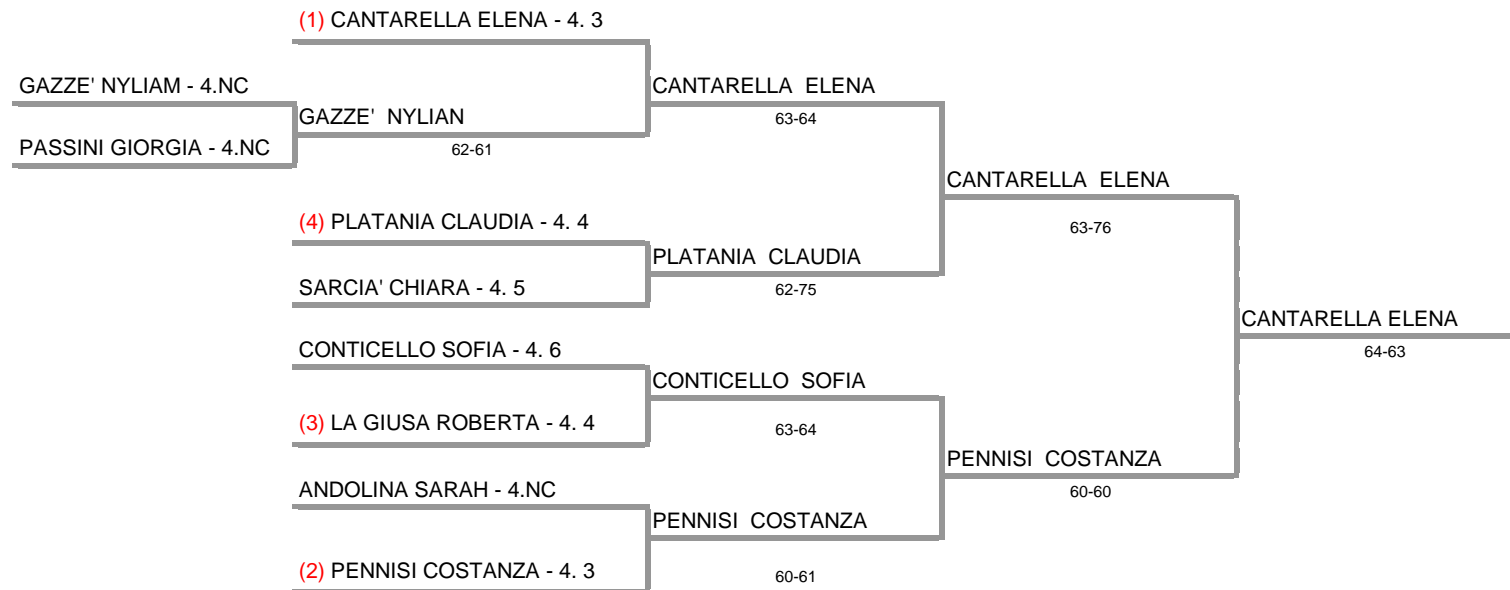 (1) CANTARELLA ELENA - 4. 3
GAZZE' NYLIAM - 4.NC
CANTARELLA  ELENA
GAZZE'  NYLIAN
63-64
PASSINI GIORGIA - 4.NC
62-61
CANTARELLA  ELENA
(4) PLATANIA CLAUDIA - 4. 4
63-76
PLATANIA  CLAUDIA
SARCIA' CHIARA - 4. 5
62-75
CANTARELLA ELENA
CONTICELLO SOFIA - 4. 6
64-63
CONTICELLO  SOFIA
(3) LA GIUSA ROBERTA - 4. 4
63-64
PENNISI  COSTANZA
ANDOLINA SARAH - 4.NC
60-60
PENNISI  COSTANZA
(2) PENNISI COSTANZA - 4. 3
60-61